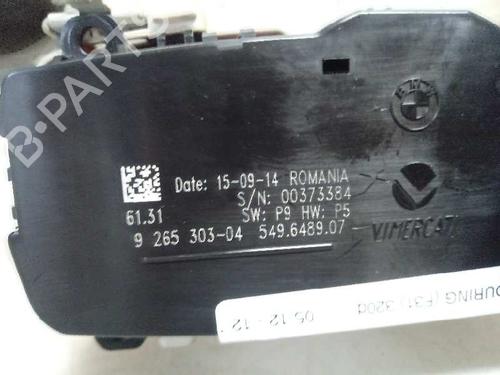 B-PARTS
BMW
Date: 15-09-14 ROMANIA
S/N: 00373384
61.31 SW: P9 HW: P5
9 265 303-04 549.6489.07
VIMERCATI
OURING (F31) 320d
05-12 - 12